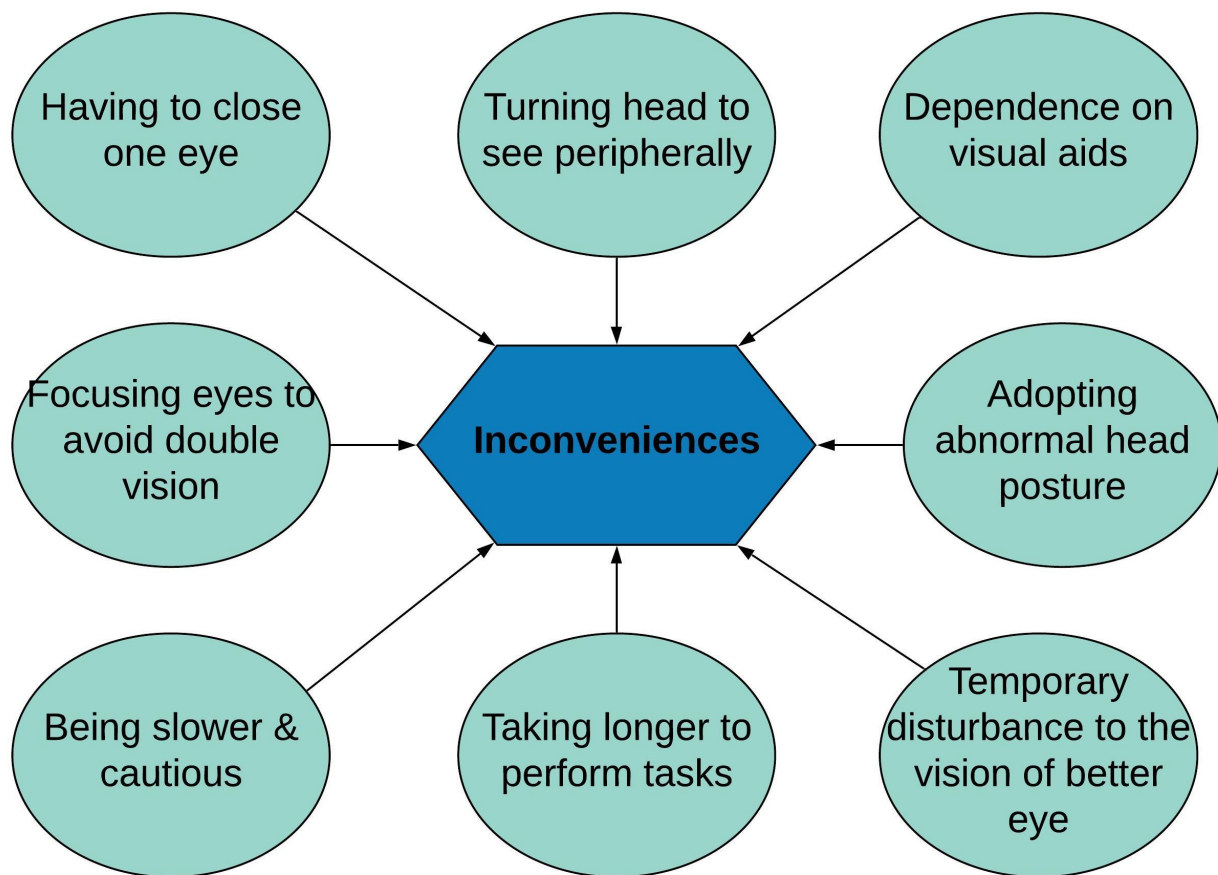 Having to close
one eye
Turning head to
see peripherally
Dependence on
visual aids
Focusing eyes to
avoid double
vision
Inconveniences
Adopting
abnormal head
posture
Being slower &
cautious
Taking longer to
perform tasks
Temporary
disturbance to the
vision of better
eye